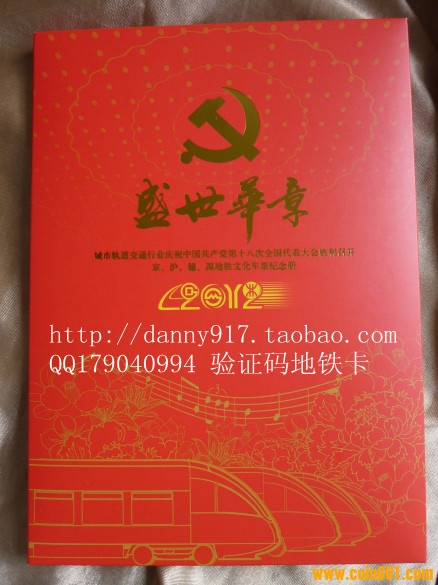 盛世華章
城市轨道交通行业庆祝中国共产党第十八次全国代表大会胜利召开
京、沪、穗、深地铁文化车票纪念册
2012
http://danny917.taobao.com
QQ179040994 验证码地铁卡
www.coin001.com